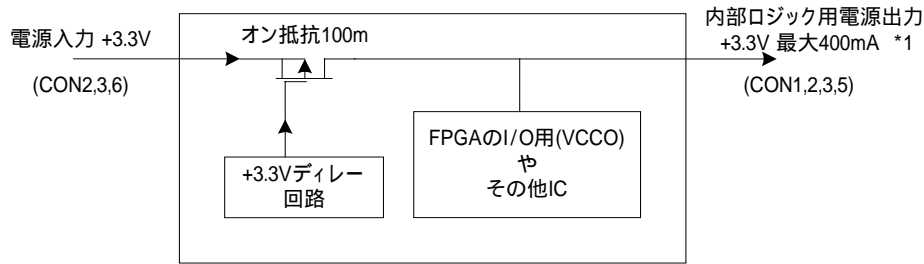 電源入力 +3.3V
(CON2,3,6)
オン抵抗100m
+3.3Vディレー
回路
FPGAのI/O用(VCCO)
や
その他IC
内部ロジック用電源出力
+3.3V 最大400mA *1
(CON1,2,3,5)